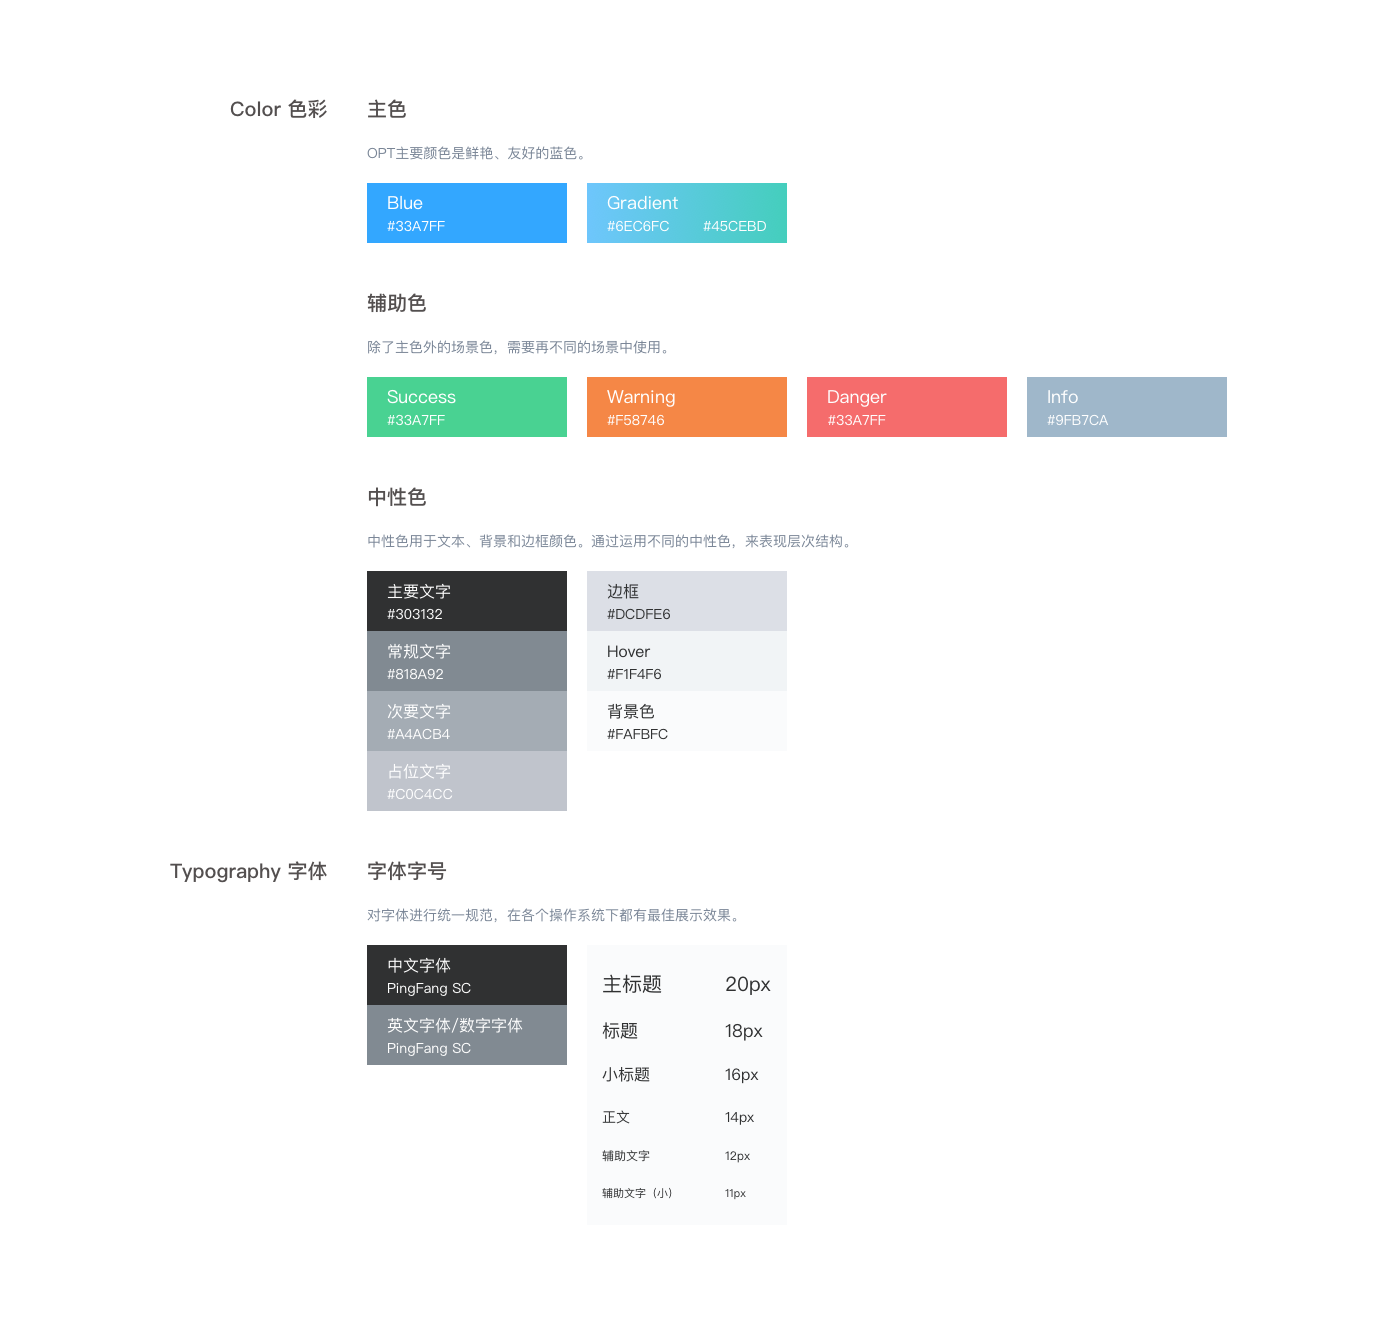 Color 色彩
主色
OPT主要颜色是鲜艳、友好的蓝色。
Blue
#33A7FF
Gradient
#6EC6FC #45CEBD
辅助色
除了主色外的场景色，需要再不同的场景中使用。
Success
#33A7FF
Warning
#F58746
Danger
#33A7FF
Info
#9FB7CA
中性色
中性色用于文本、背景和边框颜色。通过运用不同的中性色，来表现层次结构。
主要文字
#303132
常规文字
#818A92
次要文字
#A4ACB4
占位文字
#C0C4CC
边框
#DCDFE6
Hover
#F1F4F6
背景色
#FAFBFC
Typography 字体
字体字号
对字体进行统一规范，在各个操作系统下都有最佳展示效果。
中文字体
PingFang SC
英文字体/数字字体
PingFang SC
主标题 20px
标题 18px
小标题 16px
正文 14px
辅助文字 12px
辅助文字（小） 11px